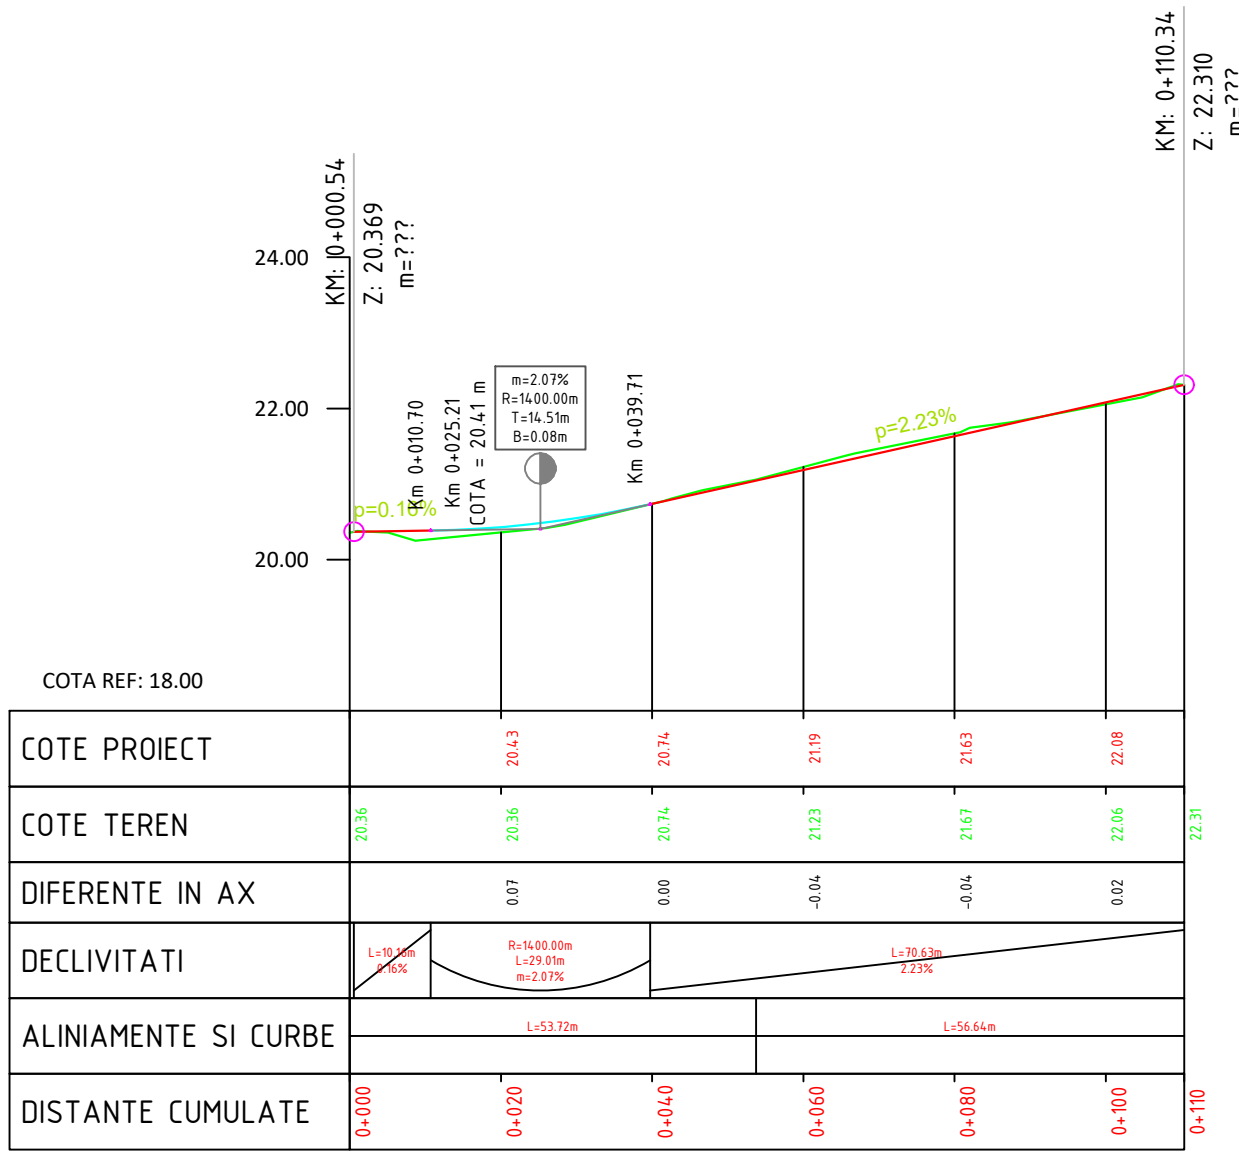 KM: 0+110.34
Z: 22.310
m=???
KM: 0+000.54
Z: 20.369
m=???
24.00
22.00
20.00
m=2.07%
R=1400.00m
T=14.51m
B=0.08m
Km 0+010.70
Km 0+025.21
COTA = 20.41 m
Km 0+039.71
p=0.16%
p=2.23%
COTA REF: 18.00
COTE PROIECT
20.43
20.74
21.19
21.63
22.08
COTE TEREN
20.36
20.36
20.74
21.23
21.67
22.06
22.31
DIFERENTE IN AX
0.07
0.00
-0.04
-0.04
0.02
DECLIVITATI
L=10.16m
0.16%
R=1400.00m
L=29.01m
m=2.07%
L=70.63m
2.23%
ALINIAMENTE SI CURBE
L=53.72m
L=56.64m
DISTANTE CUMULATE
0+000
0+020
0+040
0+060
0+080
0+100
0+110